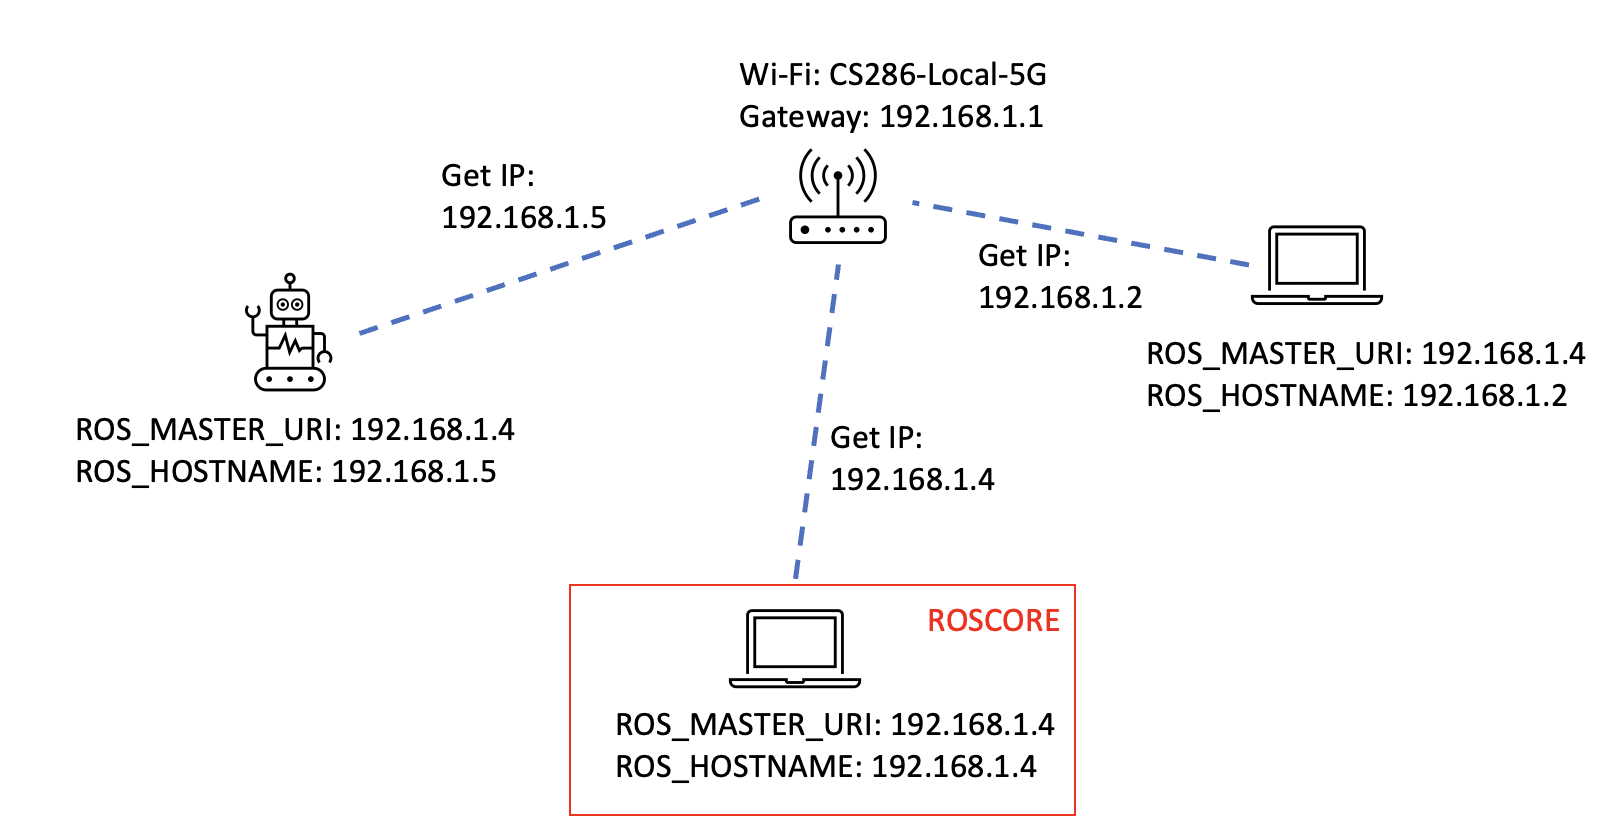 Wi-Fi: CS286-Local-5G
Gateway: 192.168.1.1
Get IP:
192.168.1.5
Get IP:
192.168.1.2
ROS_MASTER_URI: 192.168.1.4
ROS_HOSTNAME: 192.168.1.2
ROS_MASTER_URI: 192.168.1.4
ROS_HOSTNAME: 192.168.1.5
Get IP:
192.168.1.4
ROSCORE
ROS_MASTER_URI: 192.168.1.4
ROS_HOSTNAME: 192.168.1.4